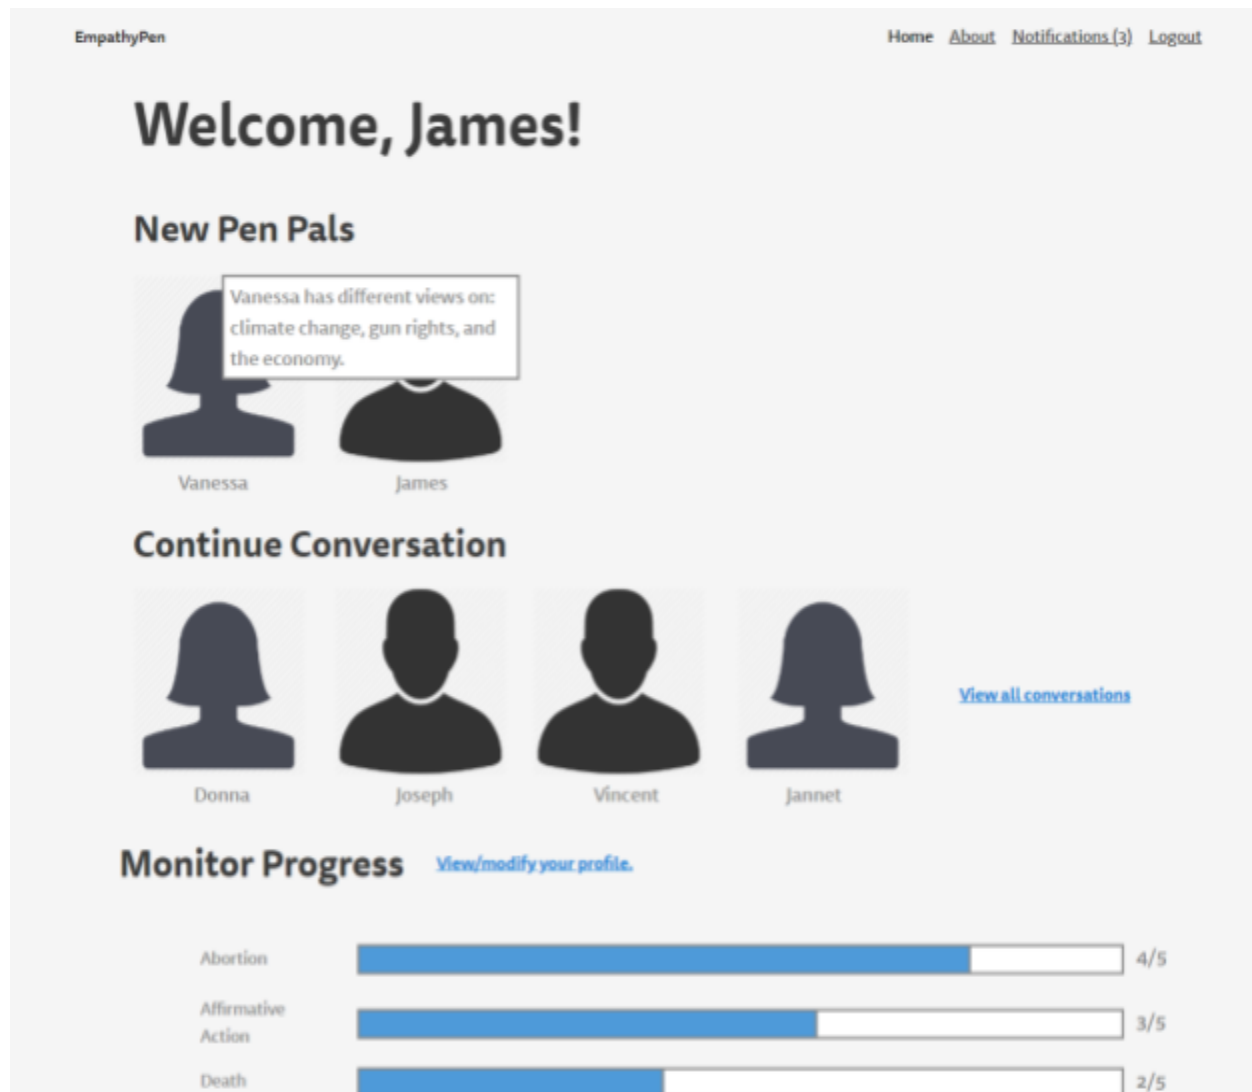 EmpathyPen
Home About Notifications (3) Logout
Welcome, James!
New Pen Pals
Vanessa has different views on:
climate change, gun rights, and
the economy.
Vanessa James
Continue Conversation
View all conversations
Donna Joseph Vincent Jannet
Monitor Progress View/modify your profile.
Abortion 4/5
Affirmative
Action 3/5
Death 2/5